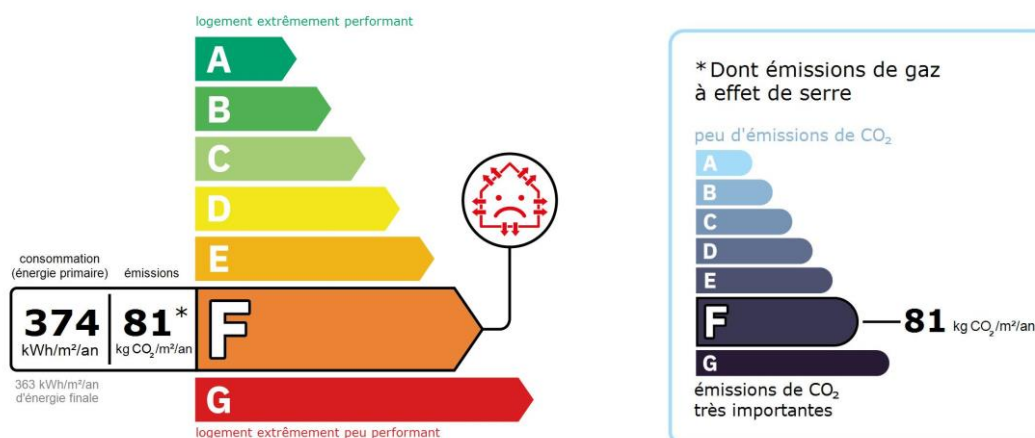 logement extrêmement performant
A
B
C
D
E
consommation
(énergie primaire)
émissions
374
kWh/m²/an
81*
kg CO₂/m²/an
F
363 kWh/m²/an
d'énergie finale
G
logement extrêmement peu performant
*Dont émissions de gaz
à effet de serre
peu d'émissions de CO₂
A
B
C
D
E
F
81 kg CO₂/m²/an
G
émissions de CO₂
très importantes